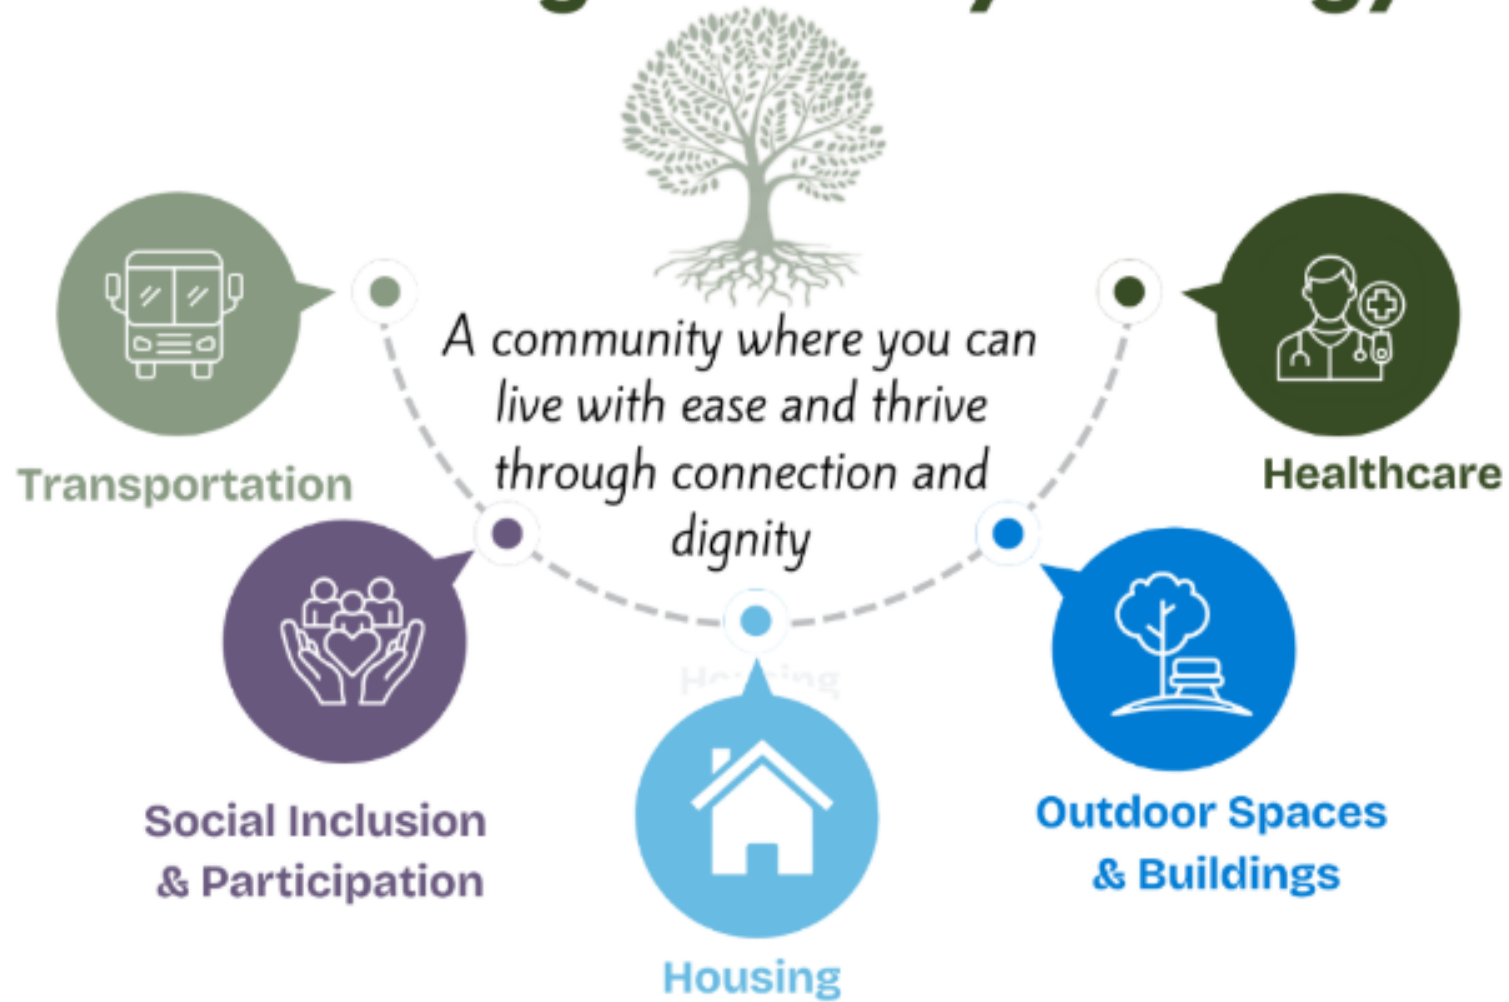 A community where you can
live with ease and thrive
through connection and
dignity
Transportation
Healthcare
Social Inclusion
& Participation
Housing
Outdoor Spaces
& Buildings
Housing